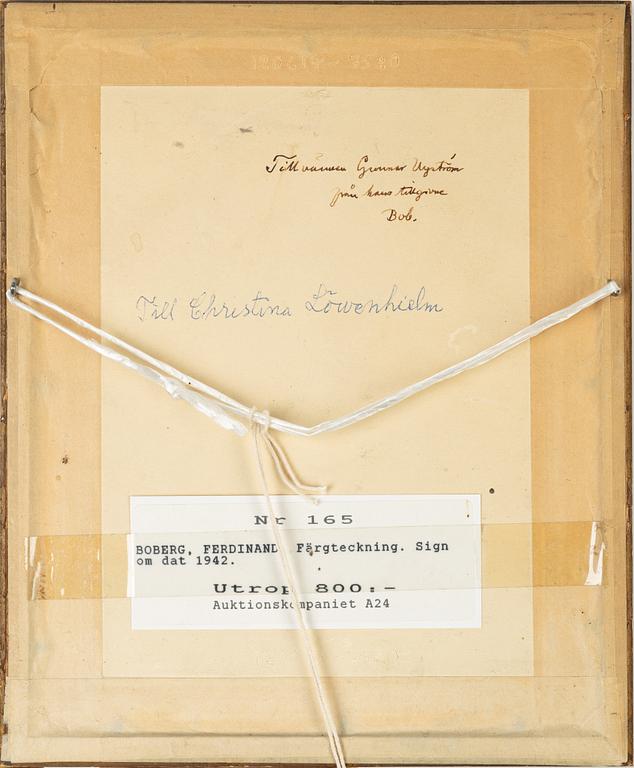 Till vännen Gunnar Nyström
från hans tillgivne
Bob.
Till Christina Löwenhielm
Nr 165
BOBERG, FERDINAND. Färgteckning. Sign
om dat 1942.
Utrop 800:-
Auktionskompaniet A24